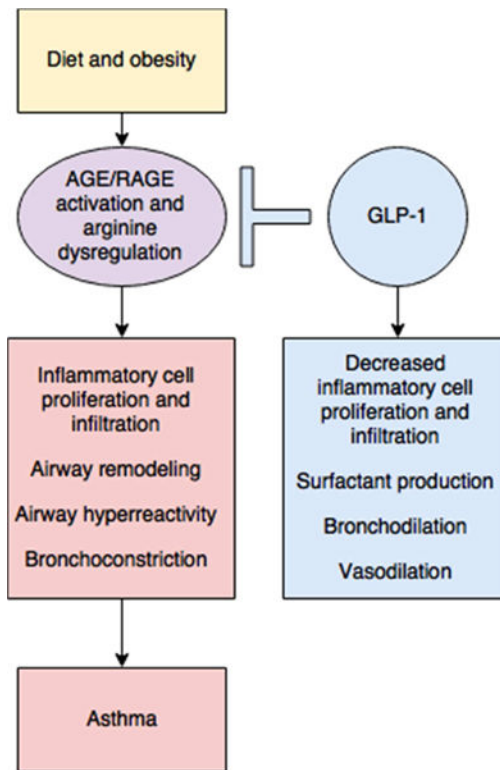 Diet and obesity
AGE/RAGE
activation and
arginine
dysregulation
GLP-1
Inflammatory cell
proliferation and
infiltration
Airway remodeling
Airway hyperreactivity
Bronchoconstriction
Decreased
inflammatory cell
proliferation and
infiltration
Surfactant production
Bronchodilation
Vasodilation
Asthma